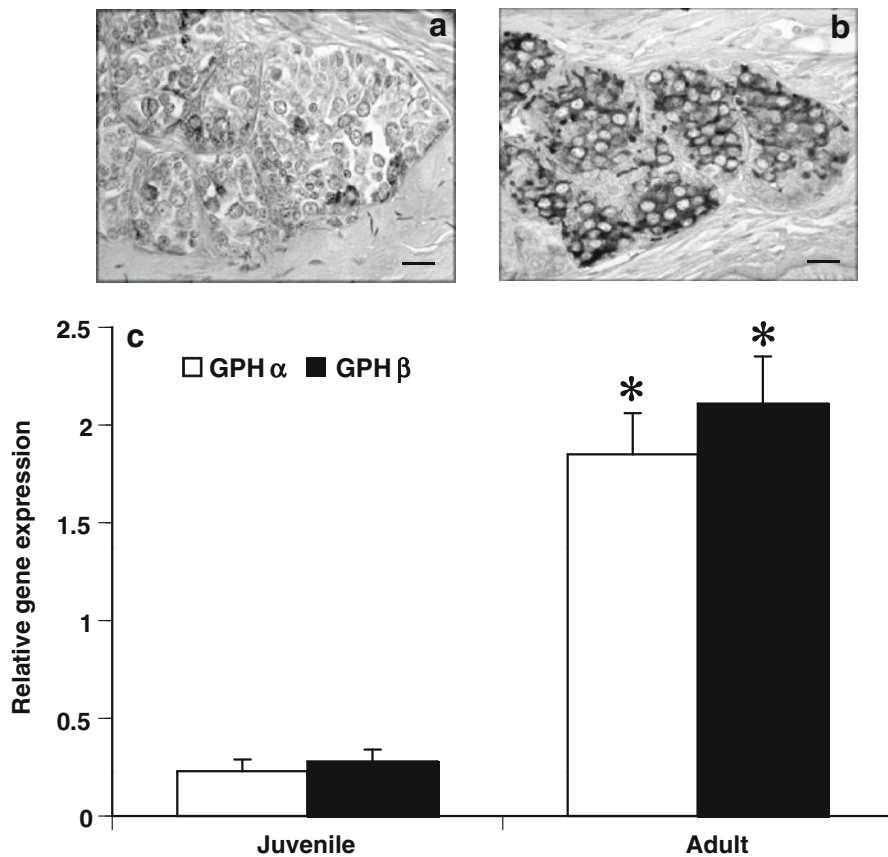 a
b
c
GPH α GPH β
Relative gene expression
2.5
2
1.5
1
0.5
0
*
*
Juvenile Adult